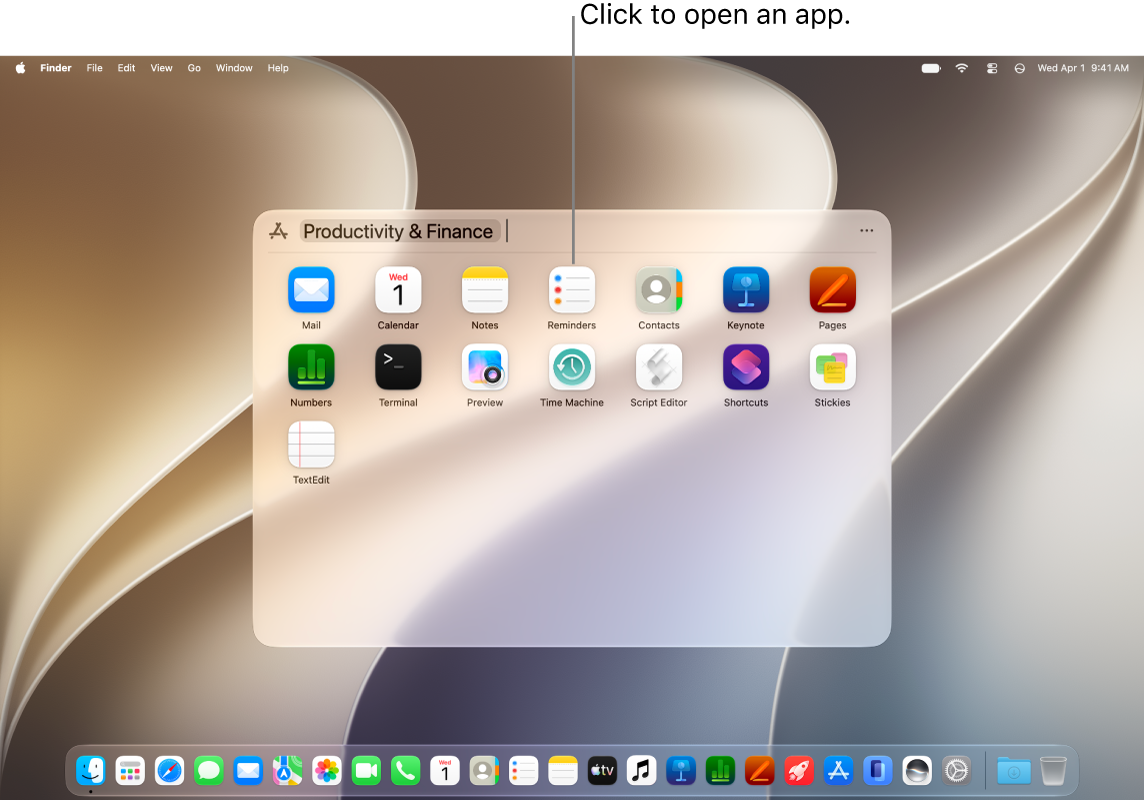 Click to open an app.
Finder File Edit View Go Window Help Wed Apr 1 9:41 AM
Productivity & Finance
Wed
1
Mail Calendar Notes Reminders Contacts Keynote Pages
>_
Numbers Terminal Preview Time Machine Script Editor Shortcuts Stickies
TextEdit
Wed
1
tv